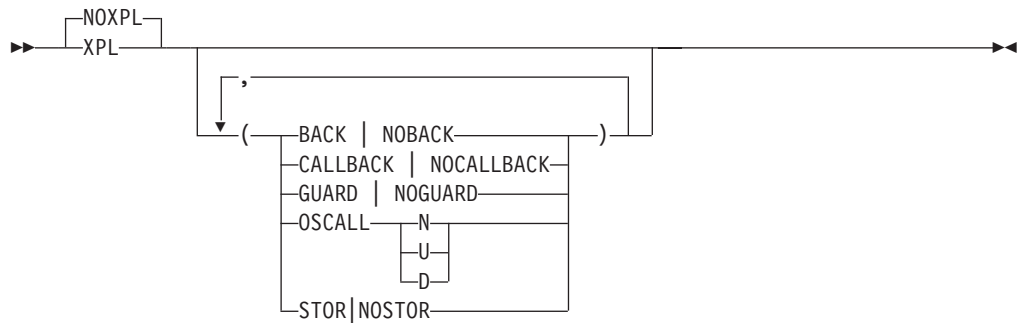 NOXPL
XPL
,
( BACK | NOBACK )
CALLBACK | NOCALLBACK
GUARD | NOGUARD
OSCALL N
U
D
STOR|NOSTOR